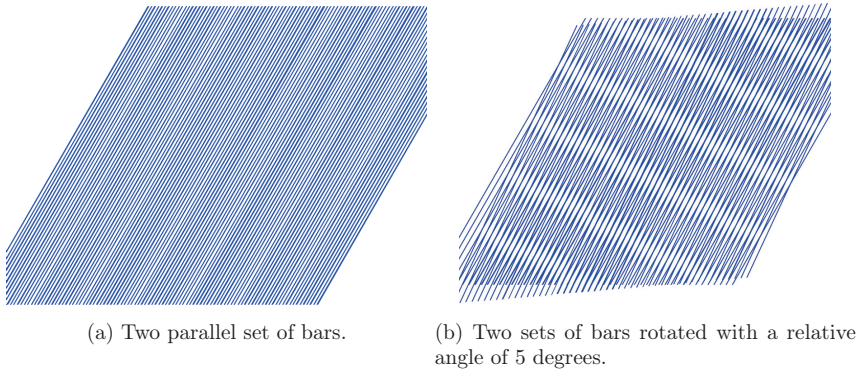 (a) Two parallel set of bars.
(b) Two sets of bars rotated with a relative
angle of 5 degrees.